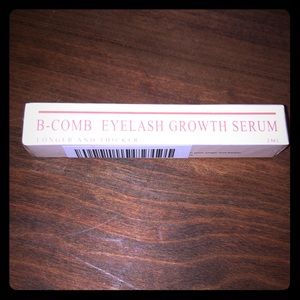 B-COMB EYELASH GROWTH SERUM
LONGER AND THICKER